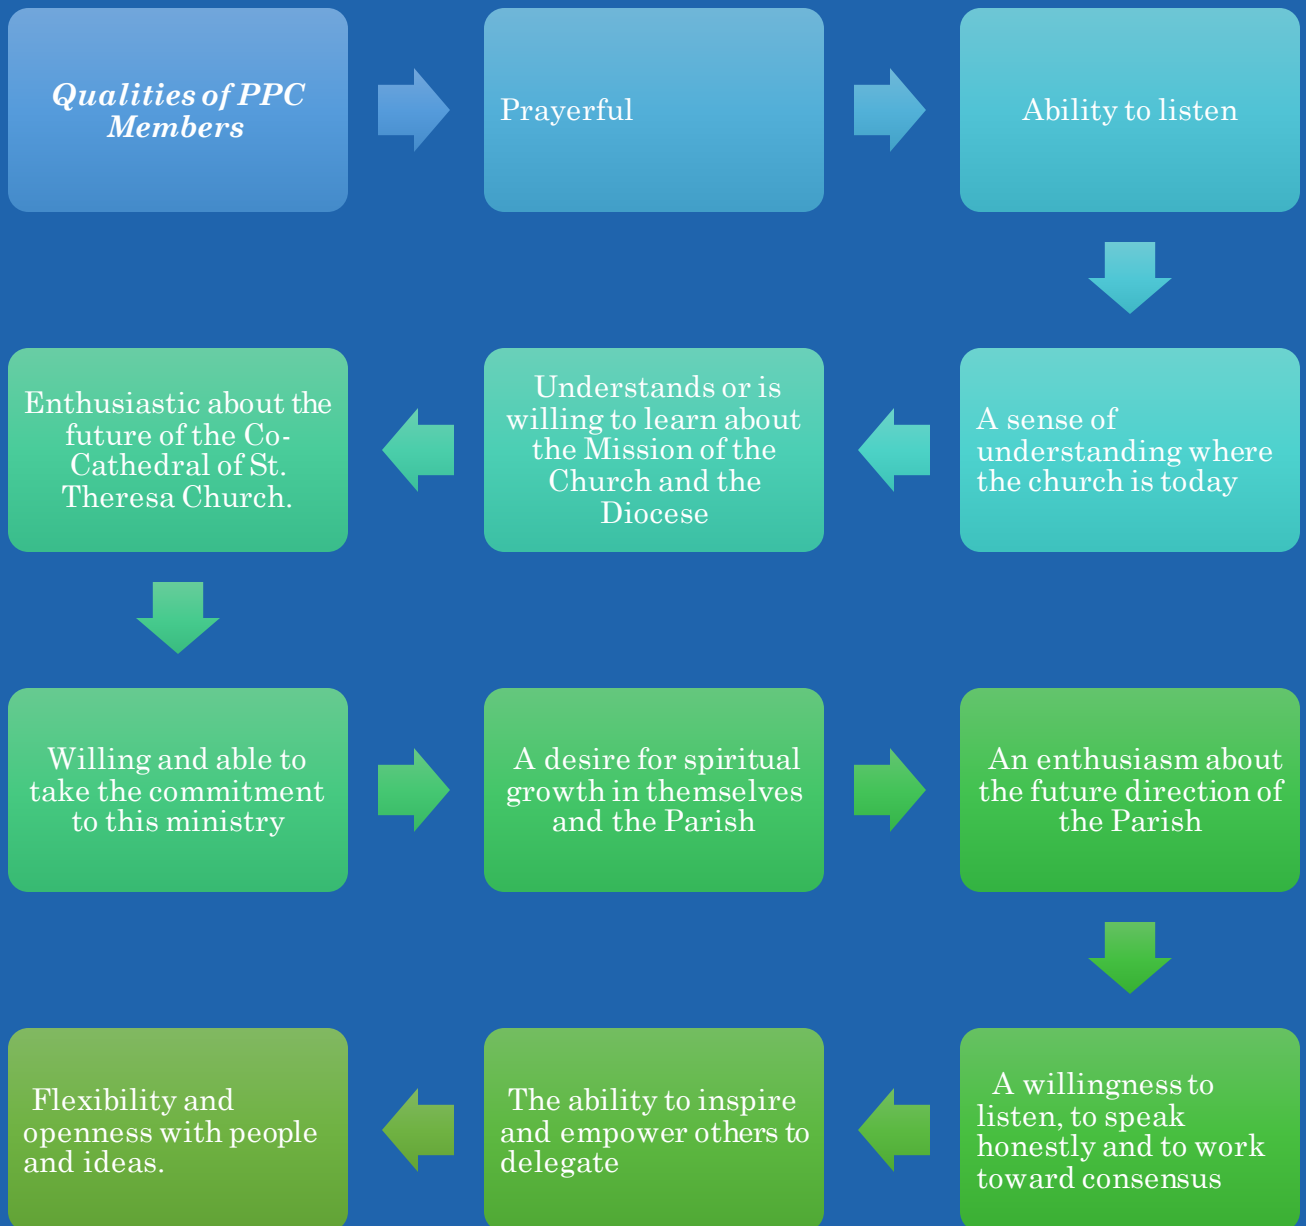 Qualities of PPC
Members
Prayerful
Ability to listen
A sense of
understanding where
the church is today
Understands or is
willing to learn about
the Mission of the
Church and the
Diocese
Enthusiastic about the
future of the Co-
Cathedral of St.
Theresa Church.
Willing and able to
take the commitment
to this ministry
A desire for spiritual
growth in themselves
and the Parish
An enthusiasm about
the future direction of
the Parish
A willingness to
listen, to speak
honestly and to work
toward consensus
The ability to inspire
and empower others to
delegate
Flexibility and
openness with people
and ideas.